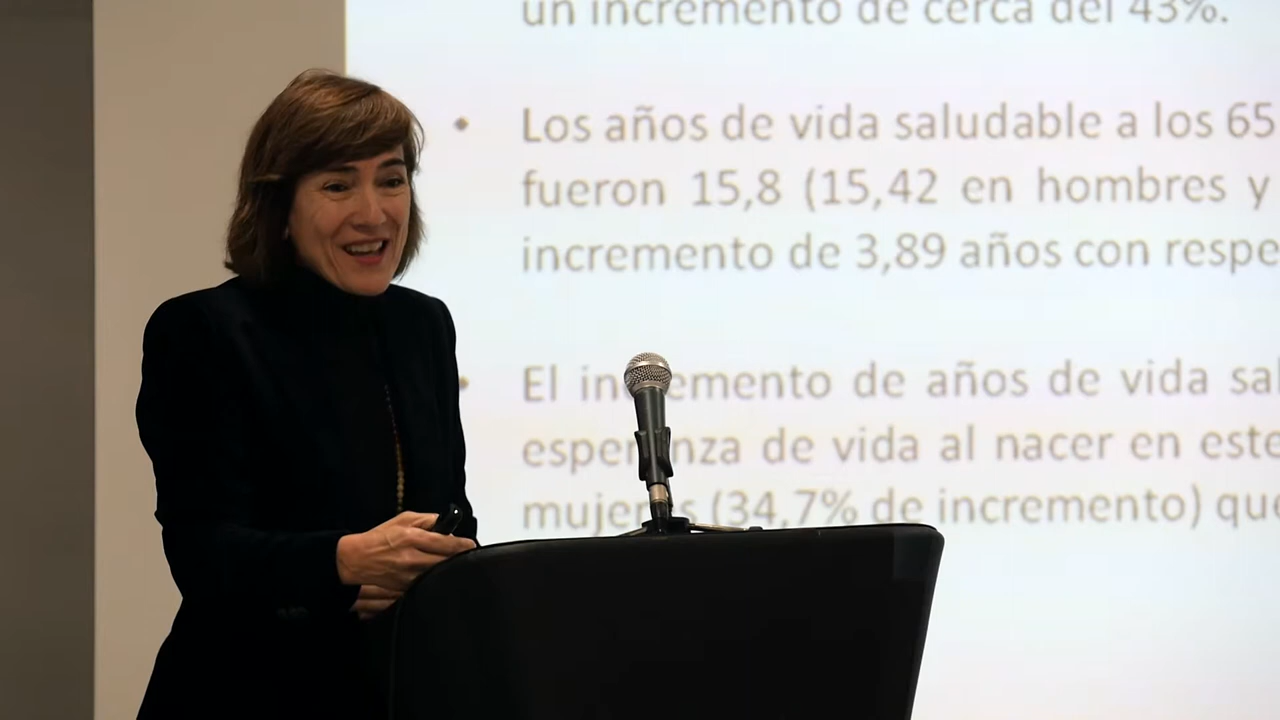 un incremento de cerca del 43%.
• Los años de vida saludable a los 65
fueron 15,8 (15,42 en hombres y
incremento de 3,89 años con respe
• El incremento de años de vida sal
esperanza de vida al nacer en este
mujeres (34,7% de incremento) que